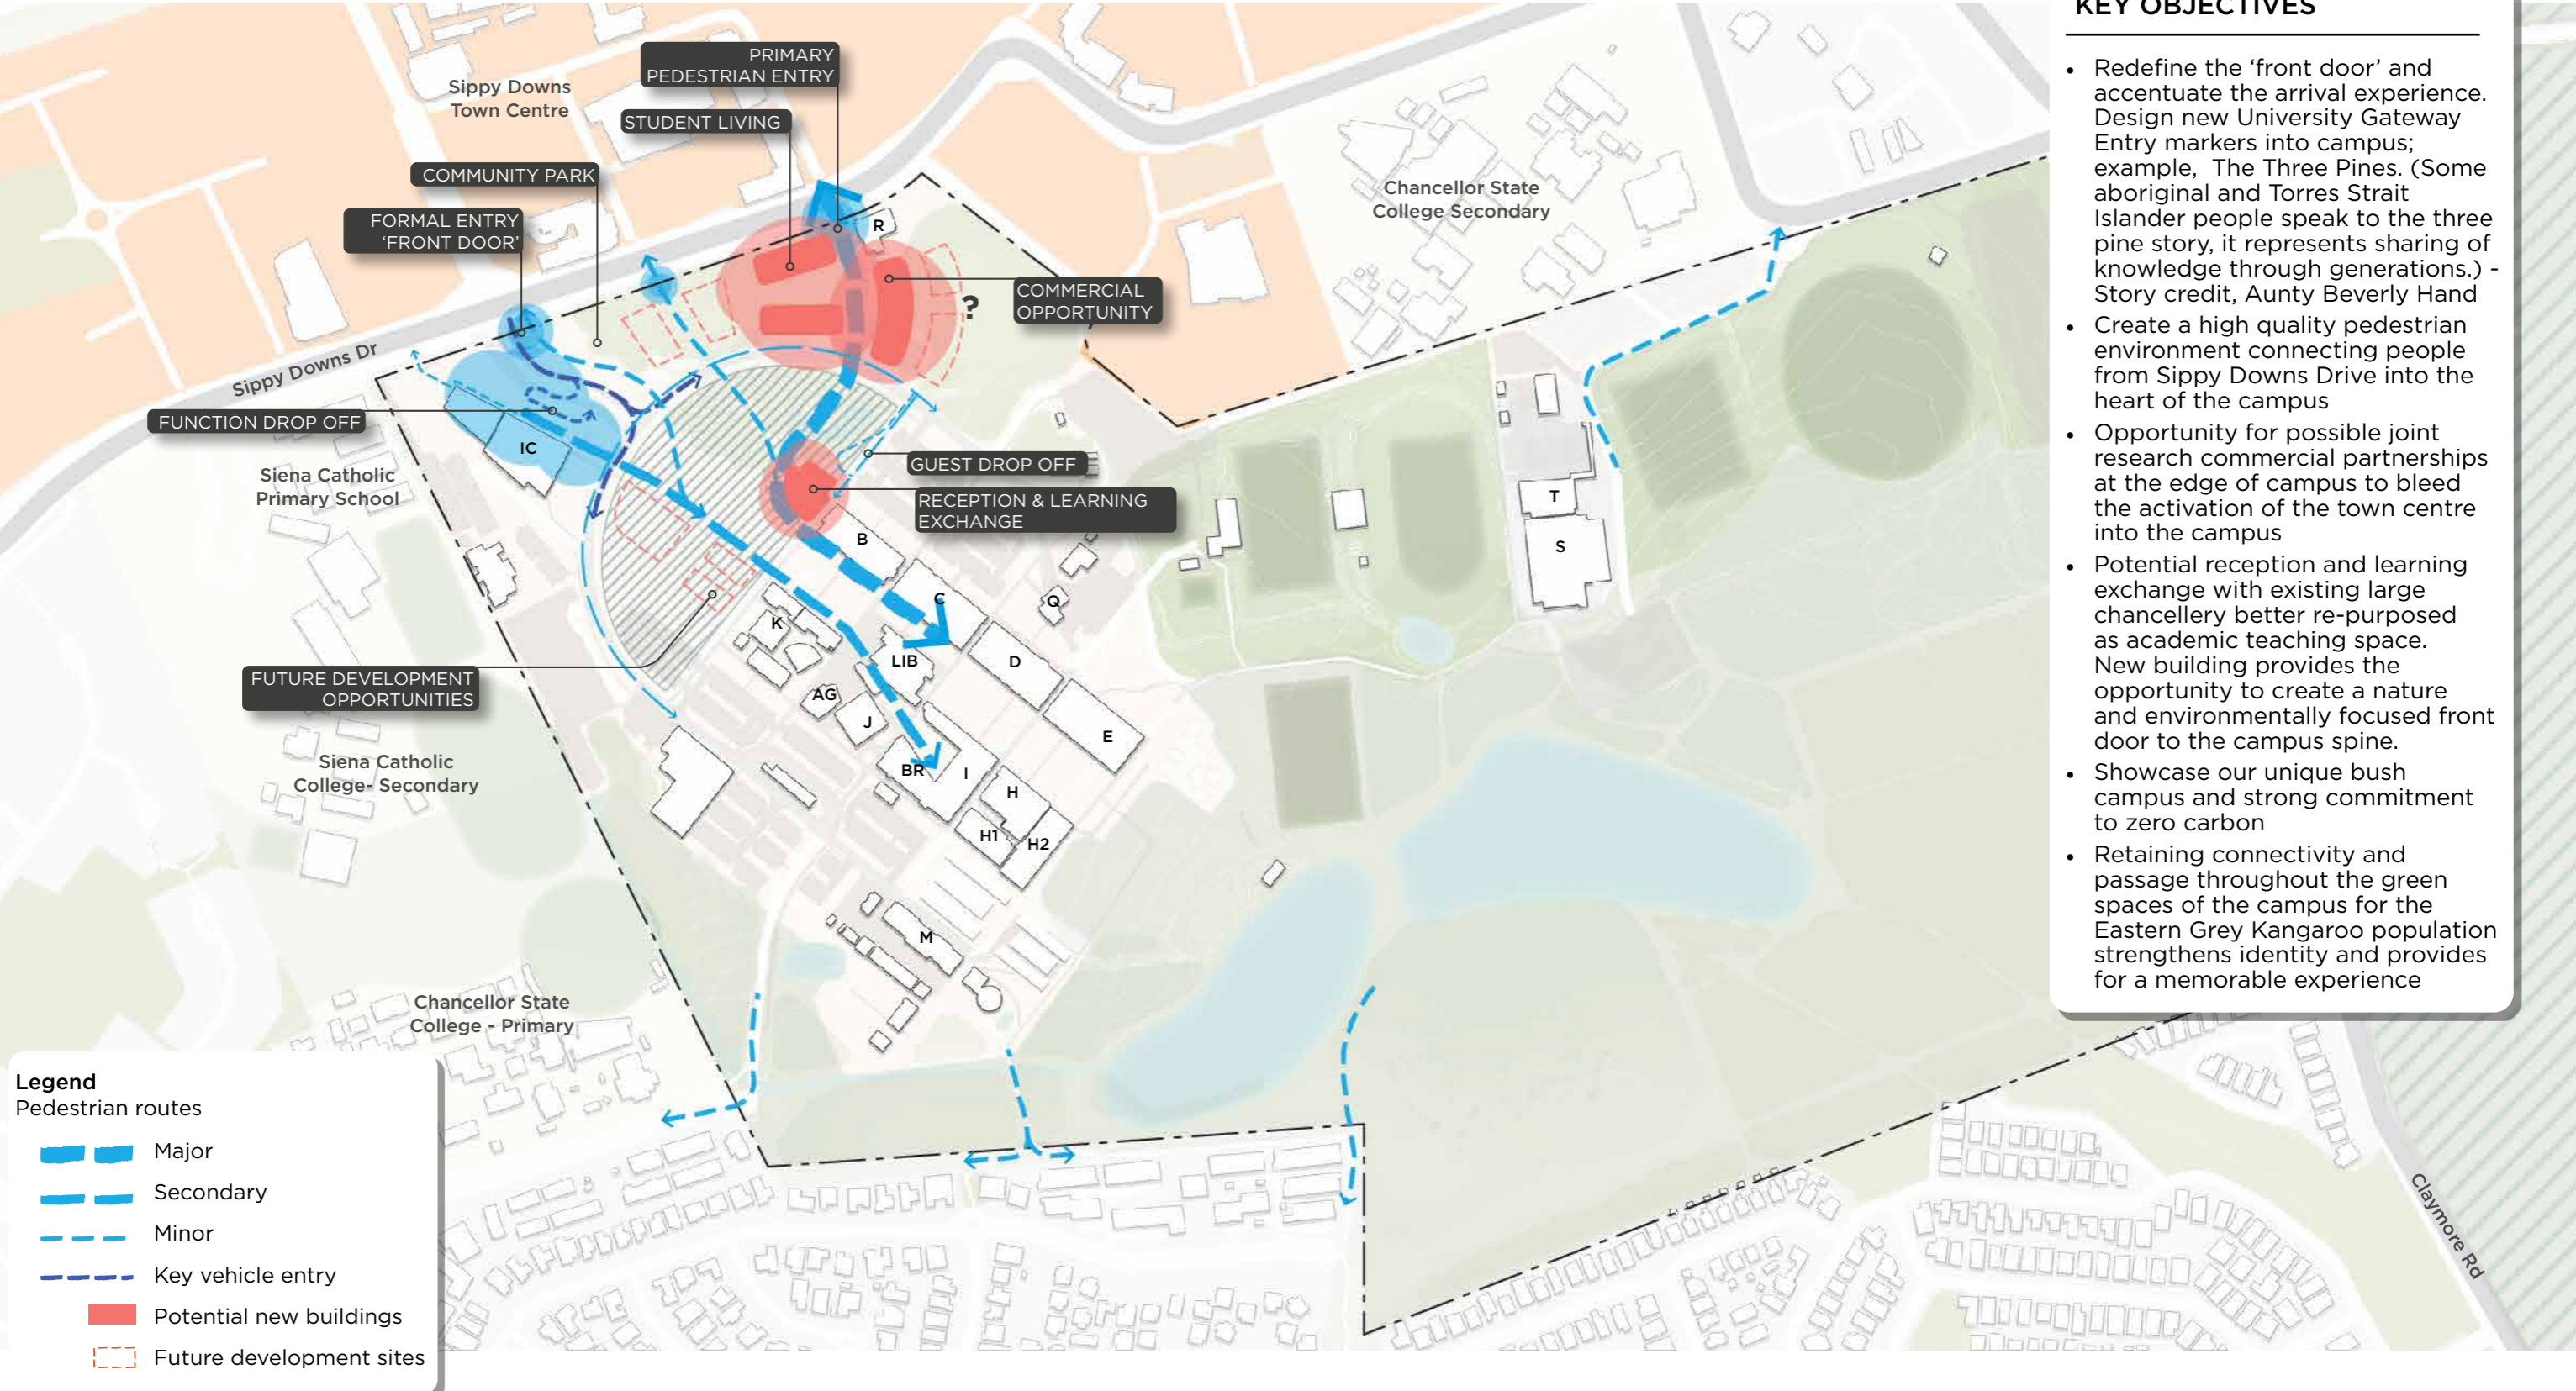 PRIMARY
PEDESTRIAN ENTRY
Sippy Downs
Town Centre
STUDENT LIVING
COMMUNITY PARK
FORMAL ENTRY
‘FRONT DOOR’
R
Chancellor State
College Secondary
COMMERCIAL
OPPORTUNITY
?
Sippy Downs Dr
FUNCTION DROP OFF
IC
Siena Catholic
Primary School
GUEST DROP OFF
RECEPTION & LEARNING
EXCHANGE
T
S
B
C
Q
K
LIB
D
AG
J
E
FUTURE DEVELOPMENT
OPPORTUNITIES
Siena Catholic
College- Secondary
BR
I
H
H1
H2
M
Chancellor State
College - Primary
Claymore Rd
KEY OBJECTIVES
• Redefine the ‘front door’ and
accentuate the arrival experience.
Design new University Gateway
Entry markers into campus;
example, The Three Pines. (Some
aboriginal and Torres Strait
Islander people speak to the three
pine story, it represents sharing of
knowledge through generations.) -
Story credit, Aunty Beverly Hand
• Create a high quality pedestrian
environment connecting people
from Sippy Downs Drive into the
heart of the campus
• Opportunity for possible joint
research commercial partnerships
at the edge of campus to bleed
the activation of the town centre
into the campus
• Potential reception and learning
exchange with existing large
chancellery better re-purposed
as academic teaching space.
New building provides the
opportunity to create a nature
and environmentally focused front
door to the campus spine.
• Showcase our unique bush
campus and strong commitment
to zero carbon
• Retaining connectivity and
passage throughout the green
spaces of the campus for the
Eastern Grey Kangaroo population
strengthens identity and provides
for a memorable experience
Legend
Pedestrian routes
Major
Secondary
Minor
Key vehicle entry
Potential new buildings
Future development sites